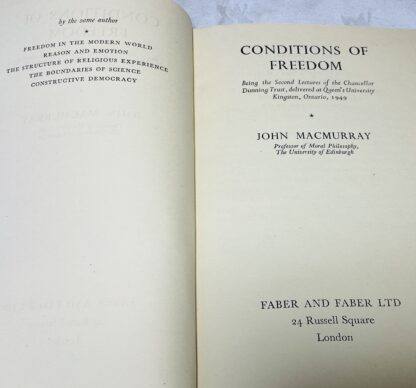 by the same author
*
FREEDOM IN THE MODERN WORLD
REASON AND EMOTION
THE STRUCTURE OF RELIGIOUS EXPERIENCE
THE BOUNDARIES OF SCIENCE
CONSTRUCTIVE DEMOCRACY
CONDITIONS OF
FREEDOM
Being the Second Lectures of the Chancellor
Dunning Trust, delivered at Queen's University
Kingston, Ontario, 1949
*
JOHN MACMURRAY
Professor of Moral Philosophy,
The University of Edinburgh
FABER AND FABER LTD
24 Russell Square
London